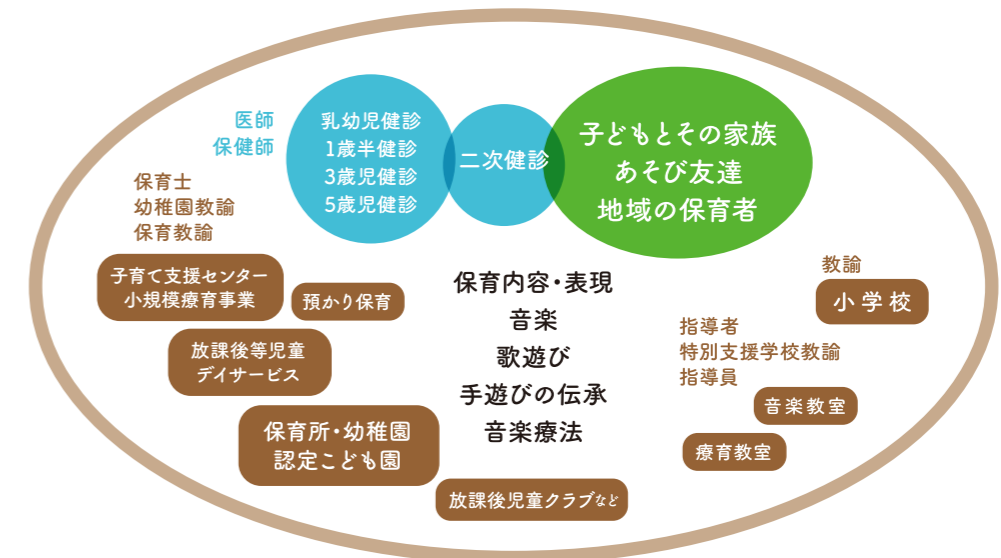 医師
保健師
乳幼児健診
1歳半健診
3歳児健診
5歳児健診
二次健診
子どもとその家族
あそび友達
地域の保育者
保育士
幼稚園教諭
保育教諭
子育て支援センター
小規模療育事業
預かり保育
放課後等児童
デイサービス
保育所・幼稚園
認定こども園
保育内容・表現
音楽
歌遊び
手遊びの伝承
音楽療法
放課後児童クラブなど
教諭
小学校
指導者
特別支援学校教諭
指導員
音楽教室
療育教室